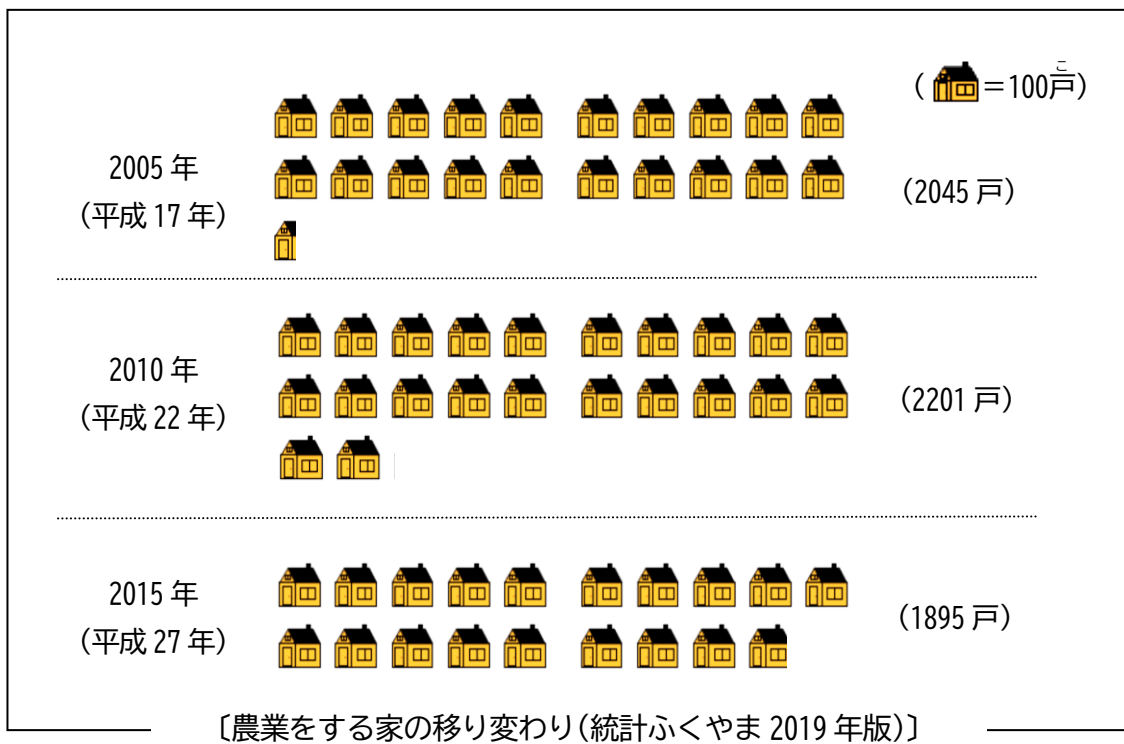 (＝100戸)
こ
2005年
(平成17年)
(2045戸)
2010年
(平成22年)
(2201戸)
2015年
(平成27年)
(1895戸)
〔農業をする家の移り変わり(統計ふくやま2019年版)〕